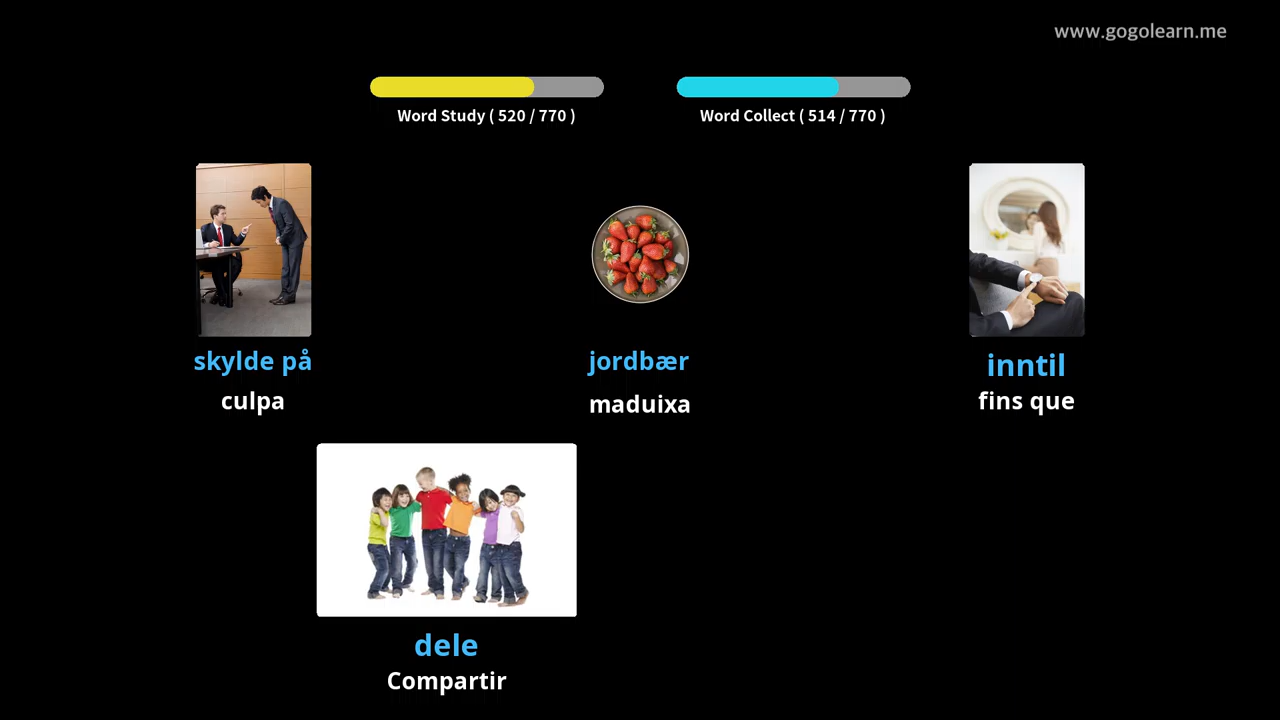 www.gogolearn.me
Word Study ( 520 / 770 )
Word Collect ( 514 / 770 )
skylde på
culpa
jordbær
maduixa
inntil
fins que
dele
Compartir